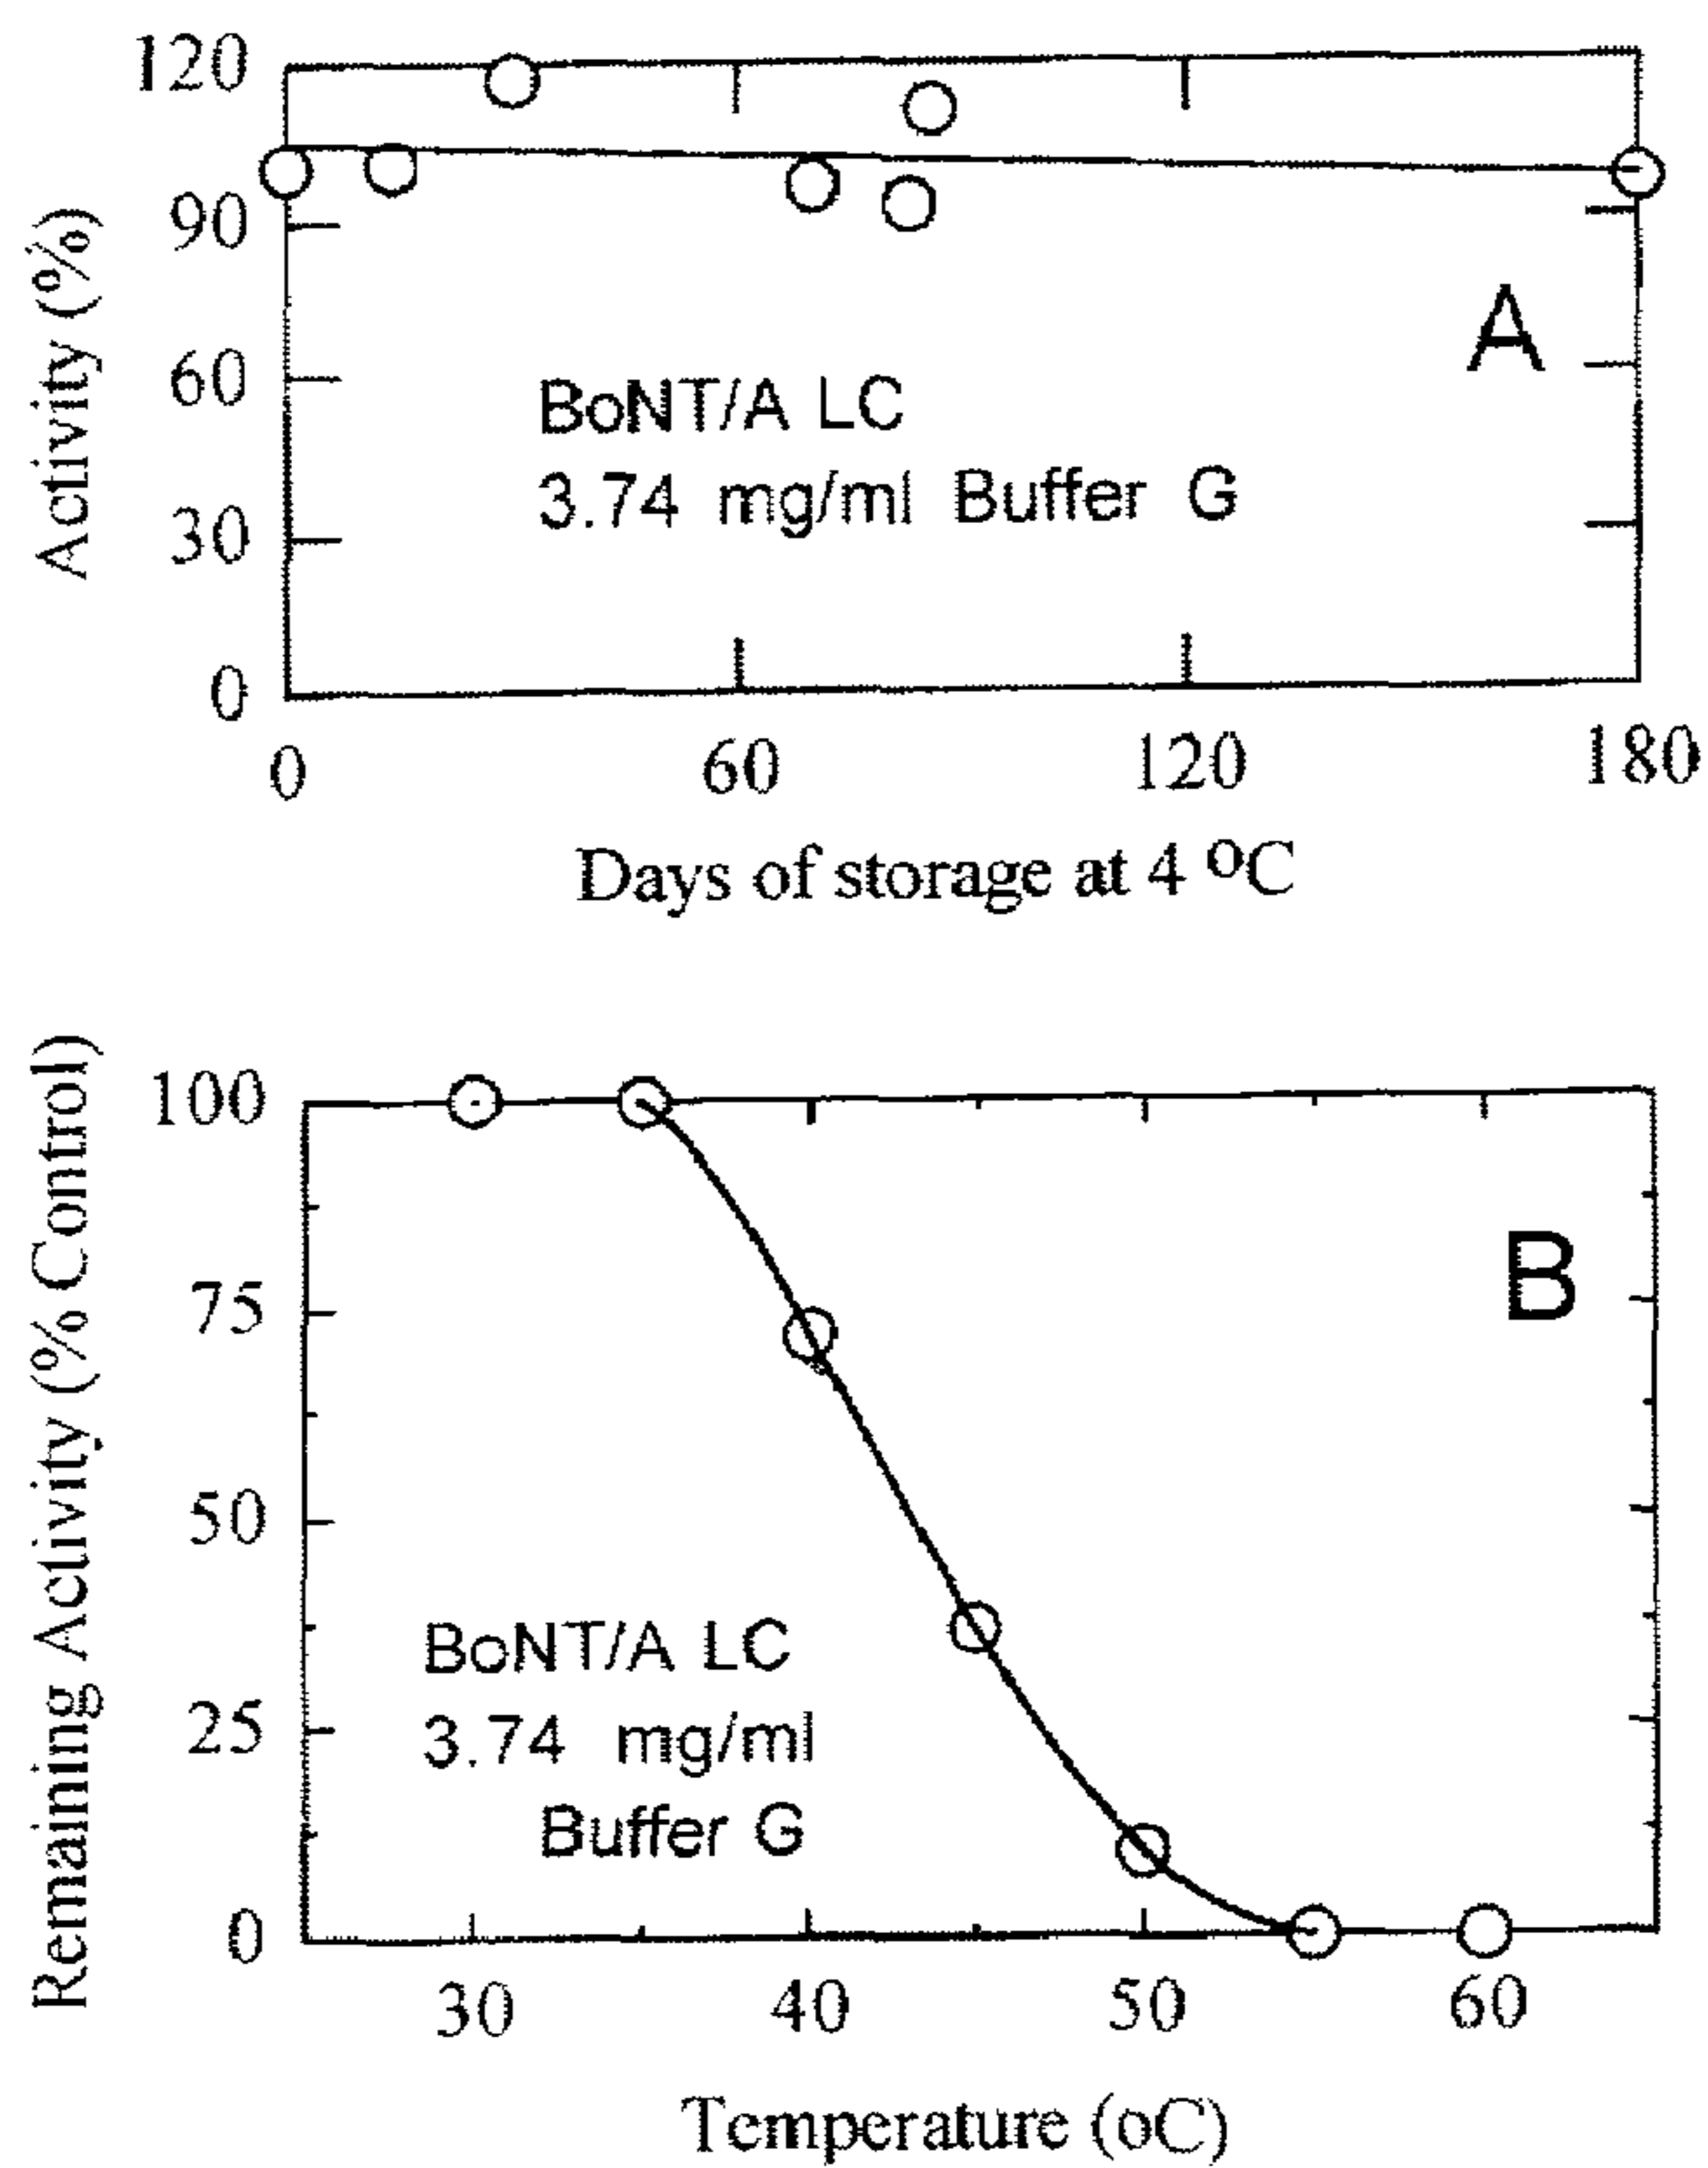 120
90
60
30
0
Activity (%)
A
BoNT/A LC
3.74 mg/ml Buffer G
0 60 120 180
Days of storage at 4 ºC
100
75
50
25
0
Remaining Activity (% Control)
B
BoNT/A LC
3.74 mg/ml
Buffer G
30 40 50 60
Temperature (oC)